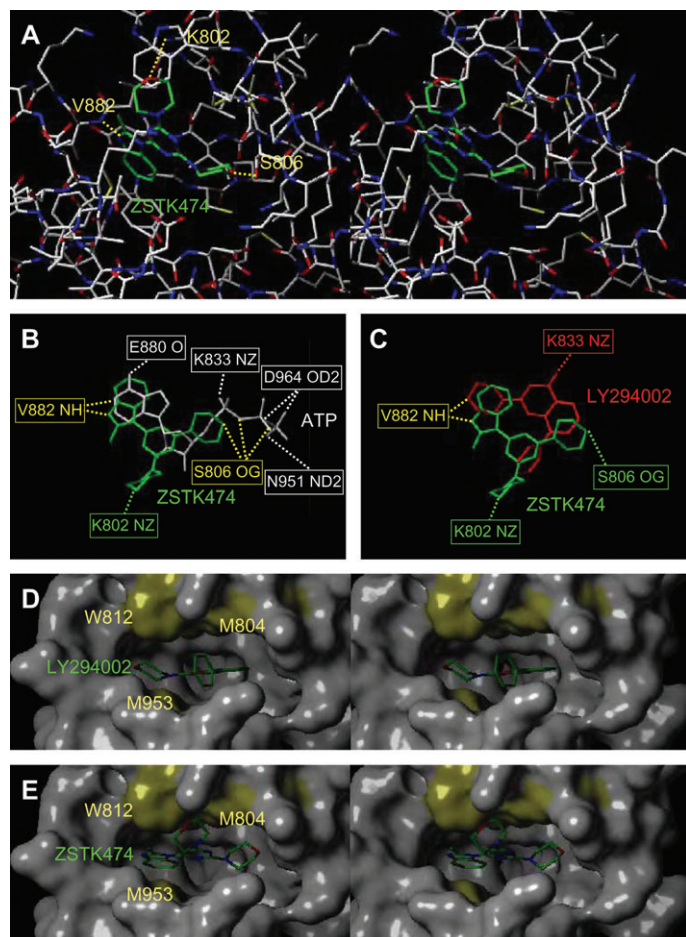 A
K802
V882
S806
ZSTK474
B
E880 O
K833 NZ
D964 OD2
V882 NH
ATP
S806 OG
N951 ND2
ZSTK474
K802 NZ
C
K833 NZ
LY294002
V882 NH
S806 OG
ZSTK474
K802 NZ
D
W812
M804
LY294002
M953
E
W812
M804
ZSTK474
M953